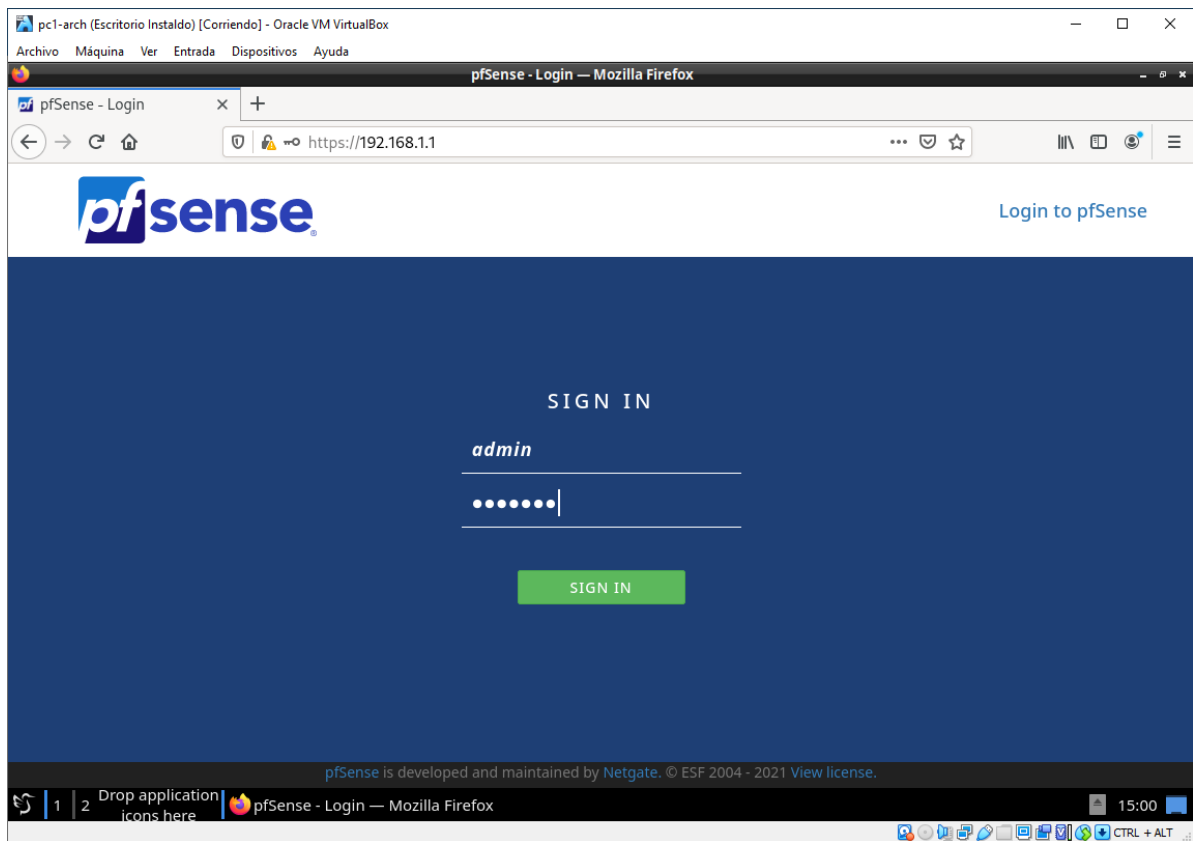 pc1-arch (Escritorio Instaldo) [Corriendo] - Oracle VM VirtualBox
Archivo Máquina Ver Entrada Dispositivos Ayuda
pfSense - Login — Mozilla Firefox
pfSense - Login
https://192.168.1.1
pfsense
Login to pfSense
SIGN IN
admin
•••••••
SIGN IN
pfSense is developed and maintained by Netgate. © ESF 2004 - 2021 View license.
1 2 Drop application icons here pfSense - Login — Mozilla Firefox 15:00
CTRL + ALT